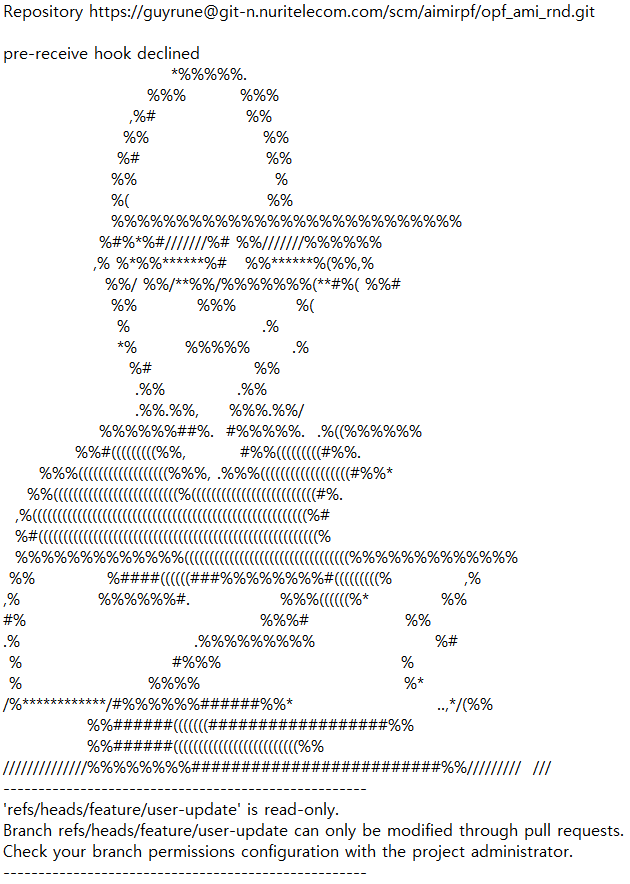 Repository https://guyrune@git-n.nuritelecom.com/scm/aimirpf/opf_ami_rnd.git
pre-receive hook declined
*%%%%%.
%%% %%%
,%# %%
%% %%
%# %%
%% %
%( %%
%%%%%%%%%%%%%%%%%%%%%%%%%%%
%#%*%#///////%# %%///////%%%%%%
,% %*%%******%# %%******%(%%,%
%%/ %%/**%%/%%%%%%%(**#%( %%#
%% %%% %(
% .%
*% %%%%% .%
%# %%
.%% .%%
.%%.%%, %%%.%%/
%%%%%%##%. #%%%%%. .%((%%%%%%
%%#(((((((((%%, #%%(((((((((#%%.
%%%((((((((((((((((((%%%, .%%%((((((((((((((((((#%%*
%%(((((((((((((((((((((((((%(((((((((((((((((((((((((#%.
,%(((((((((((((((((((((((((((((((((((((((((((((((((((((((%#
%#((((((((((((((((((((((((((((((((((((((((((((((((((((((((%
%%%%%%%%%%%%%(((((((((((((((((((((((((((((((((%%%%%%%%%%%%%
%% %####((((((###%%%%%%%%#(((((((((% ,%
,% %%%%%%#. %%%((((((%* %%
#% %%%# %%
.% .%%%%%%%%% %#
% #%%% %
% %%%% %*
/%************/#%%%%%%######%%* ..,*/(%%
%%######(((((((##################%%
%%######(((((((((((((((((((((((((%%
//////////////%%%%%%%%#########################%%///////// ///
----------------------------------------------------
'refs/heads/feature/user-update' is read-only.
Branch refs/heads/feature/user-update can only be modified through pull requests.
Check your branch permissions configuration with the project administrator.
----------------------------------------------------